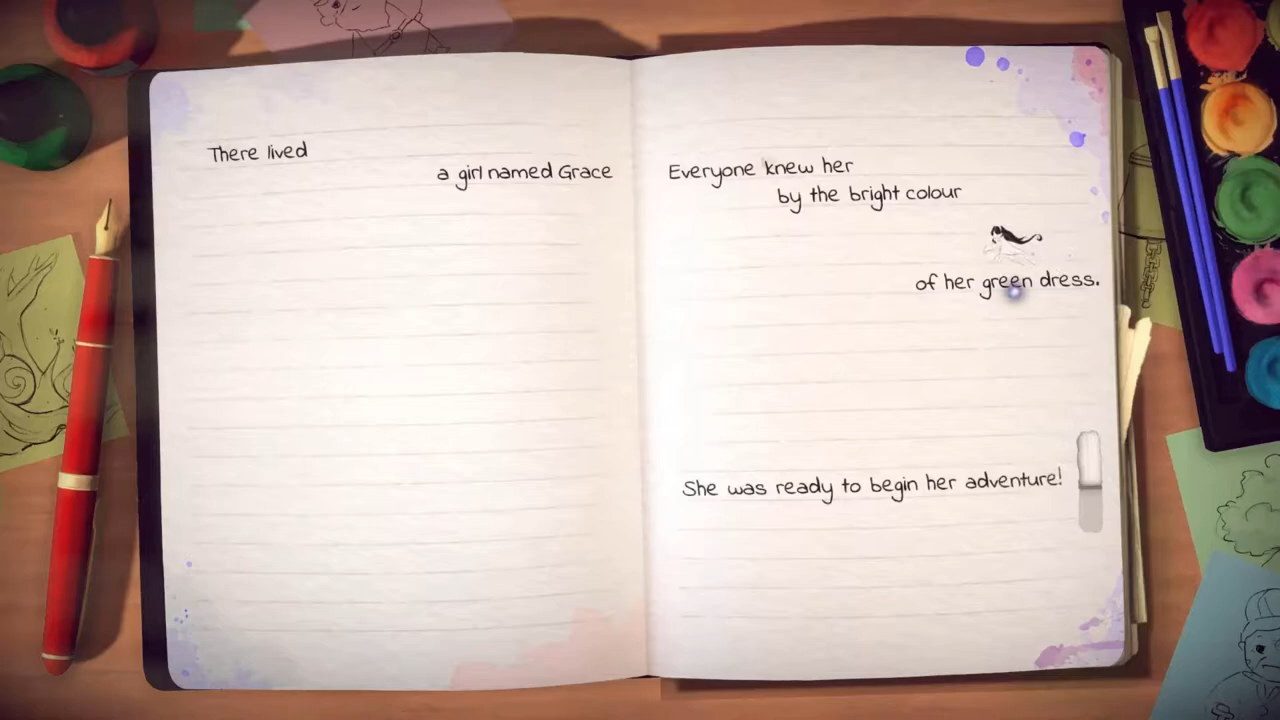 There lived
a girl named Grace
Everyone knew her
by the bright colour
of her green dress.
She was ready to begin her adventure!